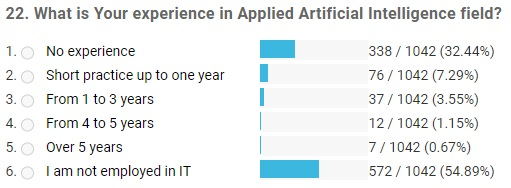 22. What is Your experience in Applied Artificial Intelligence field?
1. No experience 338 / 1042 (32.44%)
2. Short practice up to one year 76 / 1042 (7.29%)
3. From 1 to 3 years 37 / 1042 (3.55%)
4. From 4 to 5 years 12 / 1042 (1.15%)
5. Over 5 years 7 / 1042 (0.67%)
6. I am not employed in IT 572 / 1042 (54.89%)